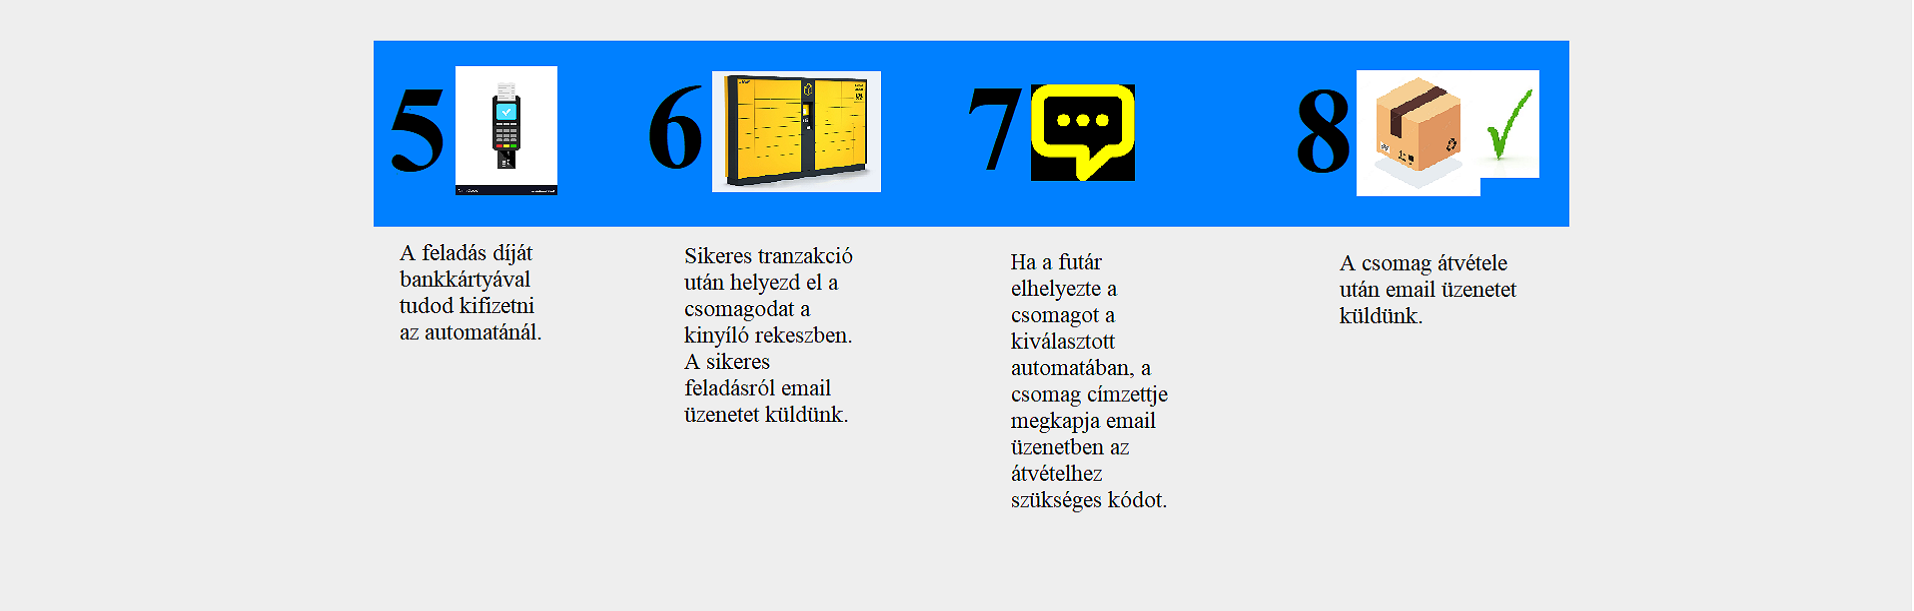 5
6
7
8
A feladás díját
bankkártyával
tudod kifizetni
az automatánál.
Sikeres tranzakció
után helyezd el a
csomagodat a
kinyíló rekeszben.
A sikeres
feladásról email
üzenetet küldünk.
Ha a futár
elhelyezte a
csomagot a
kiválasztott
automatában, a
csomag címzettje
megkapja email
üzenetben az
átvételhez
szükséges kódot.
A csomag átvétele
után email üzenetet
küldünk.